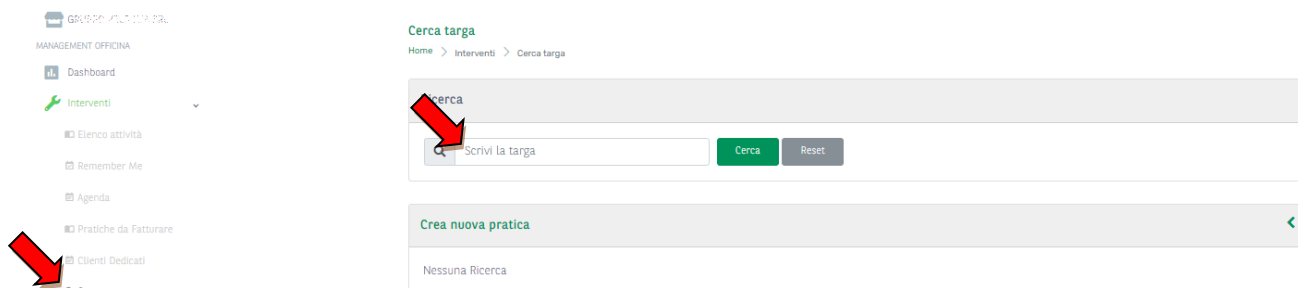 GRUPPO
MANAGEMENT OFFICINA
Dashboard
Interventi
Elenco attività
Remember Me
Agenda
Pratiche da Fatturare
Clienti Dedicati
Cerca targa
Home > Interventi > Cerca targa
Ricerca
Scrivi la targa
Cerca
Reset
Crea nuova pratica
Nessuna Ricerca